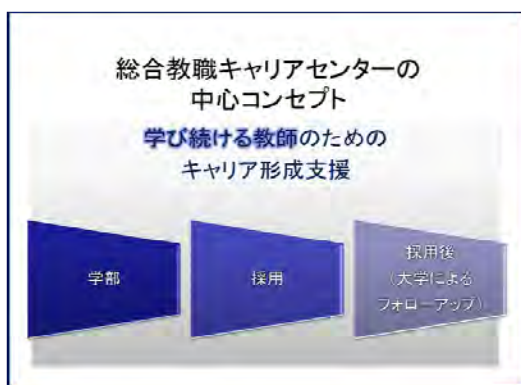 総合教職キャリアセンターの
中心コンセプト
学び続ける教師のための
キャリア形成支援
学部
採用
採用後
（大学による
フォローアップ）